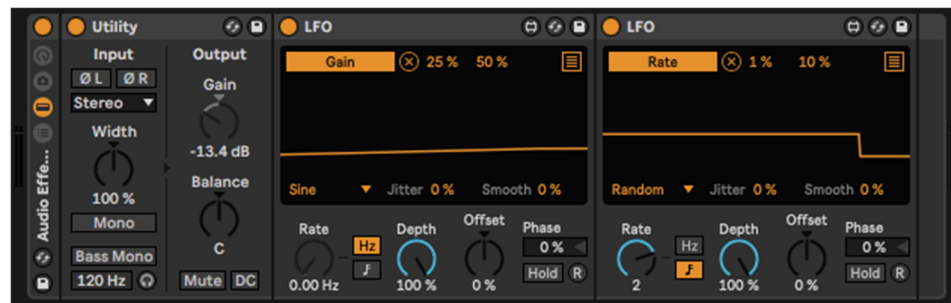 Audio Effe...
Utility
Input
Ø L Ø R
Stereo
Width
100 %
Mono
Bass Mono
120 Hz
Output
Gain
-13.4 dB
Balance
C
Mute DC
LFO
Gain 25 % 50 %
Sine Jitter 0 % Smooth 0 %
Rate
0.00 Hz
Hz
Depth
100 %
Offset
0 %
Phase
0 %
Hold R
LFO
Rate 1 % 10 %
Random Jitter 0 % Smooth 0 %
Rate
2
Hz
Depth
100 %
Offset
0 %
Phase
0 %
Hold R